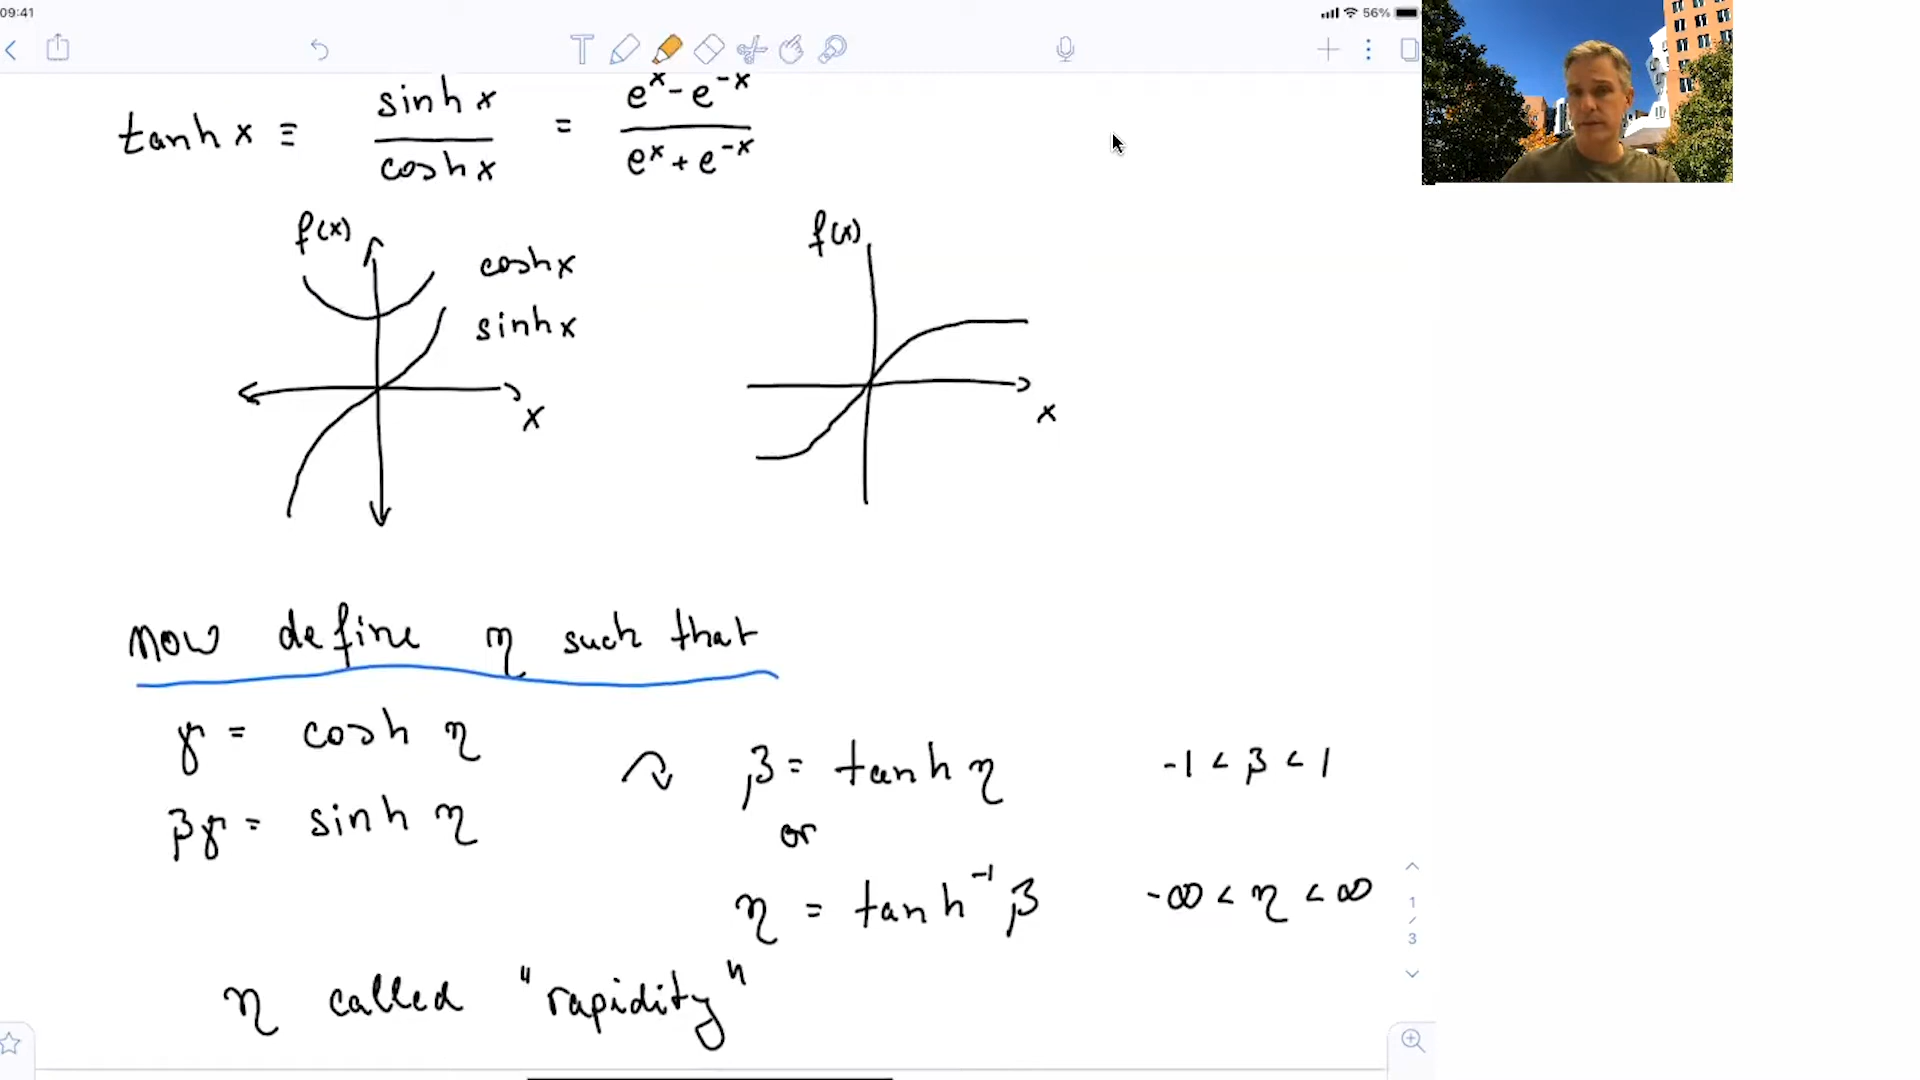 09:41
56%
tanh x ≡ sinh x / cosh x = e^x - e^-x / e^x + e^-x
f(x)
f(x)
cosh x
sinh x
x
x
now define η such that
γ = cosh η
β = tanh η
-1 < β < 1
βγ = sinh η
or
η = tanh^-1 β
-∞ < η < ∞
1
/
3
η called "rapidity"